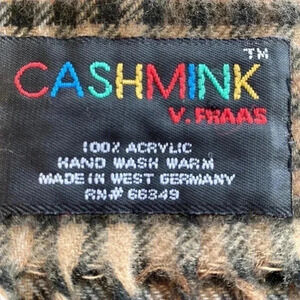 CASHMINK™
V. FRAAS
100% ACRYLIC
HAND WASH WARM
MADE IN WEST GERMANY
RN# 66349